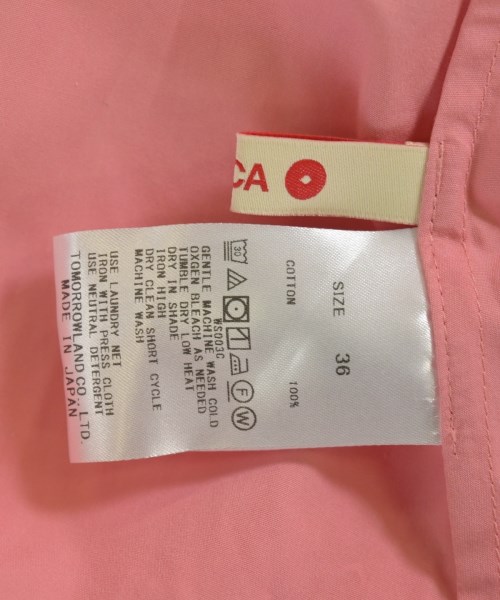 CA
SIZE 36
COTTON 100%
30 F W
WS003C
GENTLE MACHINE WASH COLD
OXGEN BLEACH AS NEEDED
TUMBLE DRY LOW HEAT
DRY IN SHADE
IRON HIGH
DRY CLEAN SHORT CYCLE
MACHINE WASH
USE LAUNDRY NET
IRON WITH PRESS CLOTH
USE NEUTRAL DETERGENT
TOMORROWLAND CO., LTD.
MADE IN JAPAN